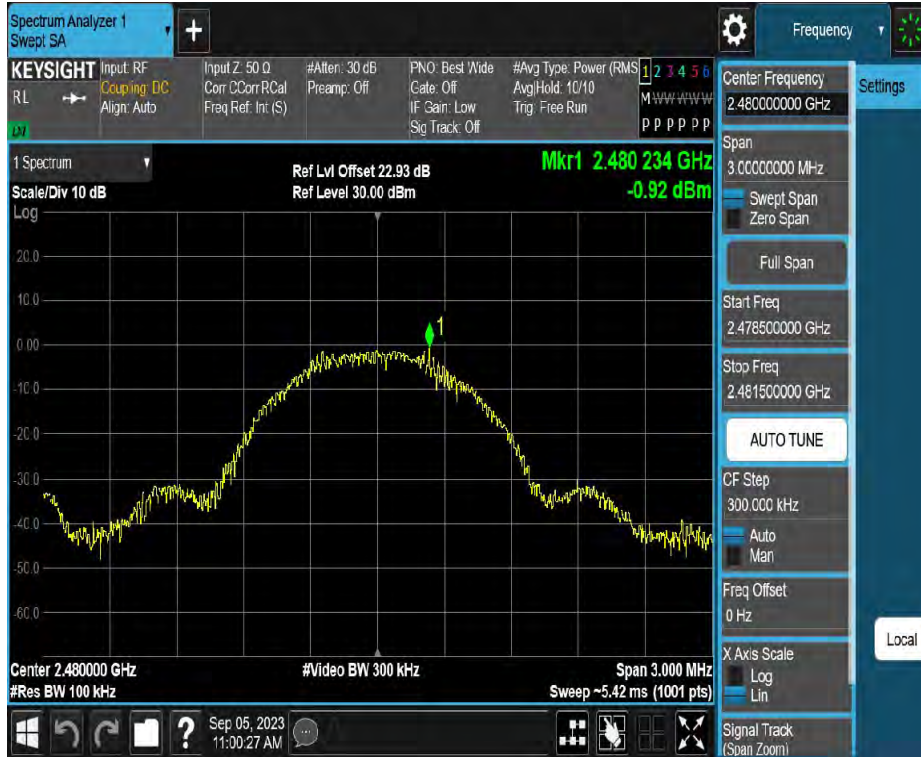 Spectrum Analyzer 1
Swept SA
+
Frequency
KEYSIGHT
RL
Input: RF
Coupling: DC
Align: Auto
Input Z: 50 Ω
Corr CCorr RCal
Freq Ref: Int (S)
#Atten: 30 dB
Preamp: Off
PNO: Best Wide
Gate: Off
IF Gain: Low
Sig Track: Off
#Avg Type: Power (RMS
Avg|Hold: 10/10
Trig: Free Run
1 2 3 4 5 6
M W W W W W
P P P P P P
1 Spectrum
Scale/Div 10 dB
Log
Ref Lvl Offset 22.93 dB
Ref Level 30.00 dBm
Mkr1 2.480 234 GHz
-0.92 dBm
20.0
10.0
0.00
-10.0
-20.0
-30.0
-40.0
-50.0
-60.0
1
Center 2.480000 GHz
#Res BW 100 kHz
#Video BW 300 kHz
Span 3.000 MHz
Sweep ~5.42 ms (1001 pts)
Center Frequency
2.480000000 GHz
Settings
Span
3.00000000 MHz
Swept Span
Zero Span
Full Span
Start Freq
2.478500000 GHz
Stop Freq
2.481500000 GHz
AUTO TUNE
CF Step
300.000 kHz
Auto
Man
Freq Offset
0 Hz
Local
X Axis Scale
Log
Lin
Signal Track
(Span Zoom)
?
Sep 05, 2023
11:00:27 AM